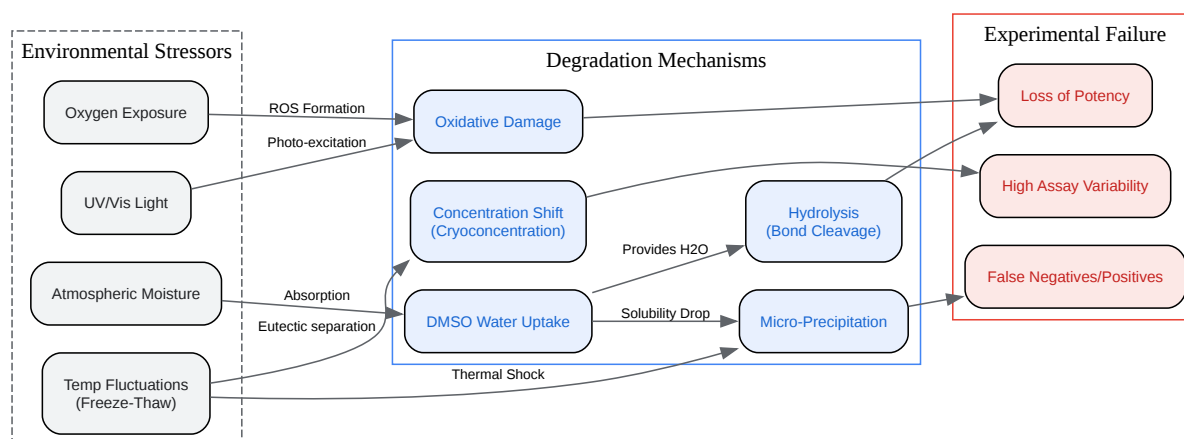 Environmental Stressors
Oxygen Exposure
UV/Vis Light
Atmospheric Moisture
Temp Fluctuations
(Freeze-Thaw)
ROS Formation
Photo-excitation
Absorption
Eutectic separation
Thermal Shock
Degradation Mechanisms
Oxidative Damage
Concentration Shift
(Cryoconcentration)
DMSO Water Uptake
Provides H2O
Solubility Drop
Hydrolysis
(Bond Cleavage)
Micro-Precipitation
Experimental Failure
Loss of Potency
High Assay Variability
False Negatives/Positives